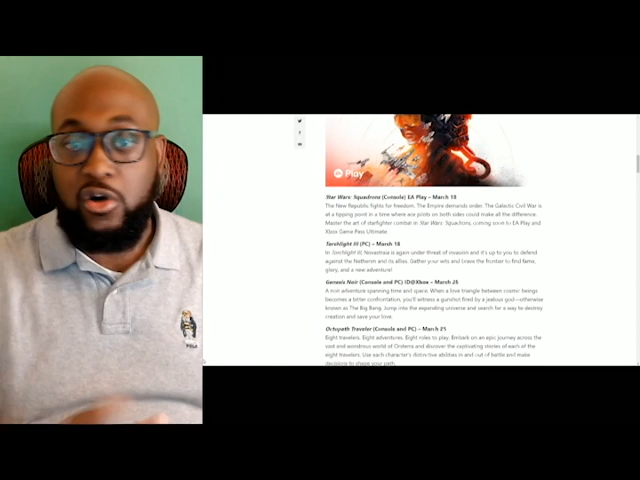 Play
Star Wars: Squadrons (Console) EA Play – March 18
The New Republic fights for freedom. The Empire demands order. The Galactic Civil War is
at a tipping point in a time where ace pilots on both sides could make all the difference.
Master the art of starfighter combat in Star Wars: Squadrons, coming soon to EA Play and
Xbox Game Pass Ultimate.
Torchlight III (PC) – March 18
In Torchlight III, Novastraia is again under threat of invasion and it's up to you to defend
against the Netherim and its allies. Gather your wits and brave the frontier to find fame,
glory, and a new adventure!
Genesis Noir (Console and PC) ID@Xbox – March 25
A noir adventure spanning time and space. When a love triangle between cosmic beings
becomes a bitter confrontation, you'll witness a gunshot fired by a jealous god—otherwise
known as The Big Bang. Jump into the expanding universe and search for a way to destroy
creation and save your love.
Octopath Traveler (Console and PC) – March 25
Eight travelers. Eight adventures. Eight roles to play. Embark on an epic journey across the
vast and wondrous world of Orsterra and discover the captivating stories of each of the
eight travelers. Use each character's distinctive abilities in and out of battle and make
decisions to shape your path.
POLO